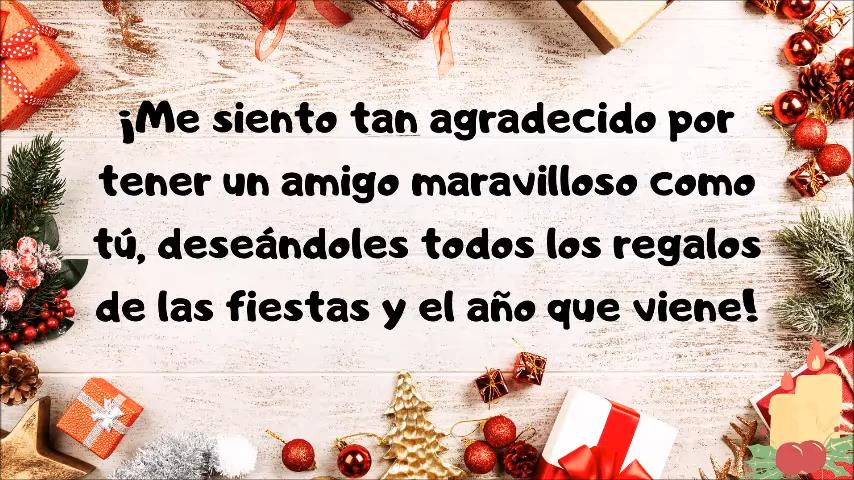 ¡Me siento tan agradecido por
tener un amigo maravilloso como
tú, deseándoles todos los regalos
de las fiestas y el año que viene!